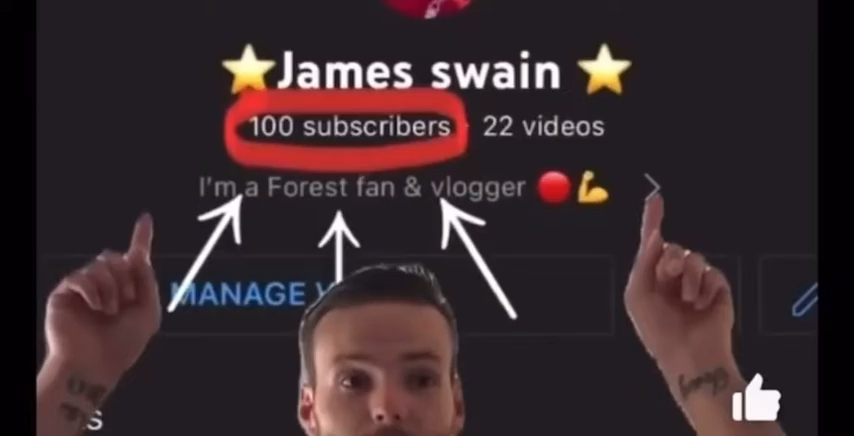 ⭐James swain ⭐
100 subscribers · 22 videos
I'm a Forest fan & vlogger 🔴💪 >
MANAGE V
s